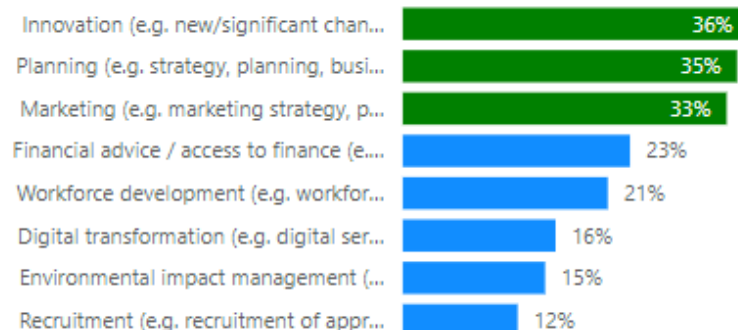 Innovation (e.g. new/significant chan... 36%
Planning (e.g. strategy, planning, busi... 35%
Marketing (e.g. marketing strategy, p... 33%
Financial advice / access to finance (e.... 23%
Workforce development (e.g. workfor... 21%
Digital transformation (e.g. digital ser... 16%
Environmental impact management (... 15%
Recruitment (e.g. recruitment of appr... 12%